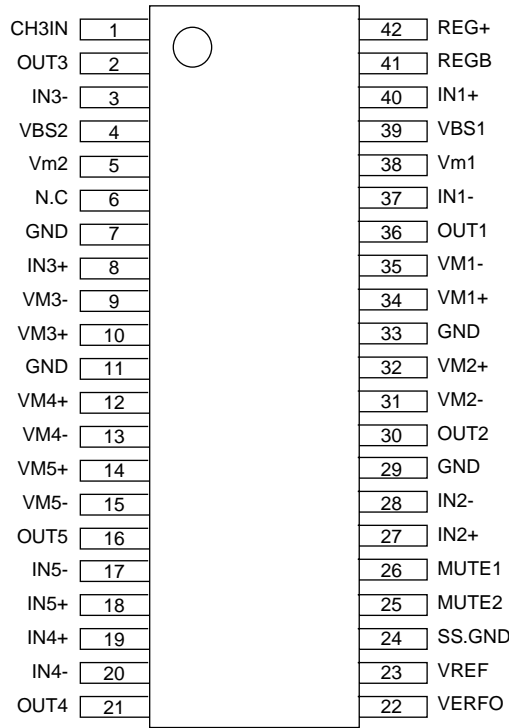 CH3IN 1 42 REG+
OUT3 2 41 REGB
IN3- 3 40 IN1+
VBS2 4 39 VBS1
Vm2 5 38 Vm1
N.C 6 37 IN1-
GND 7 36 OUT1
IN3+ 8 35 VM1-
VM3- 9 34 VM1+
VM3+ 10 33 GND
GND 11 32 VM2+
VM4+ 12 31 VM2-
VM4- 13 30 OUT2
VM5+ 14 29 GND
VM5- 15 28 IN2-
OUT5 16 27 IN2+
IN5- 17 26 MUTE1
IN5+ 18 25 MUTE2
IN4+ 19 24 SS.GND
IN4- 20 23 VREF
OUT4 21 22 VERFO